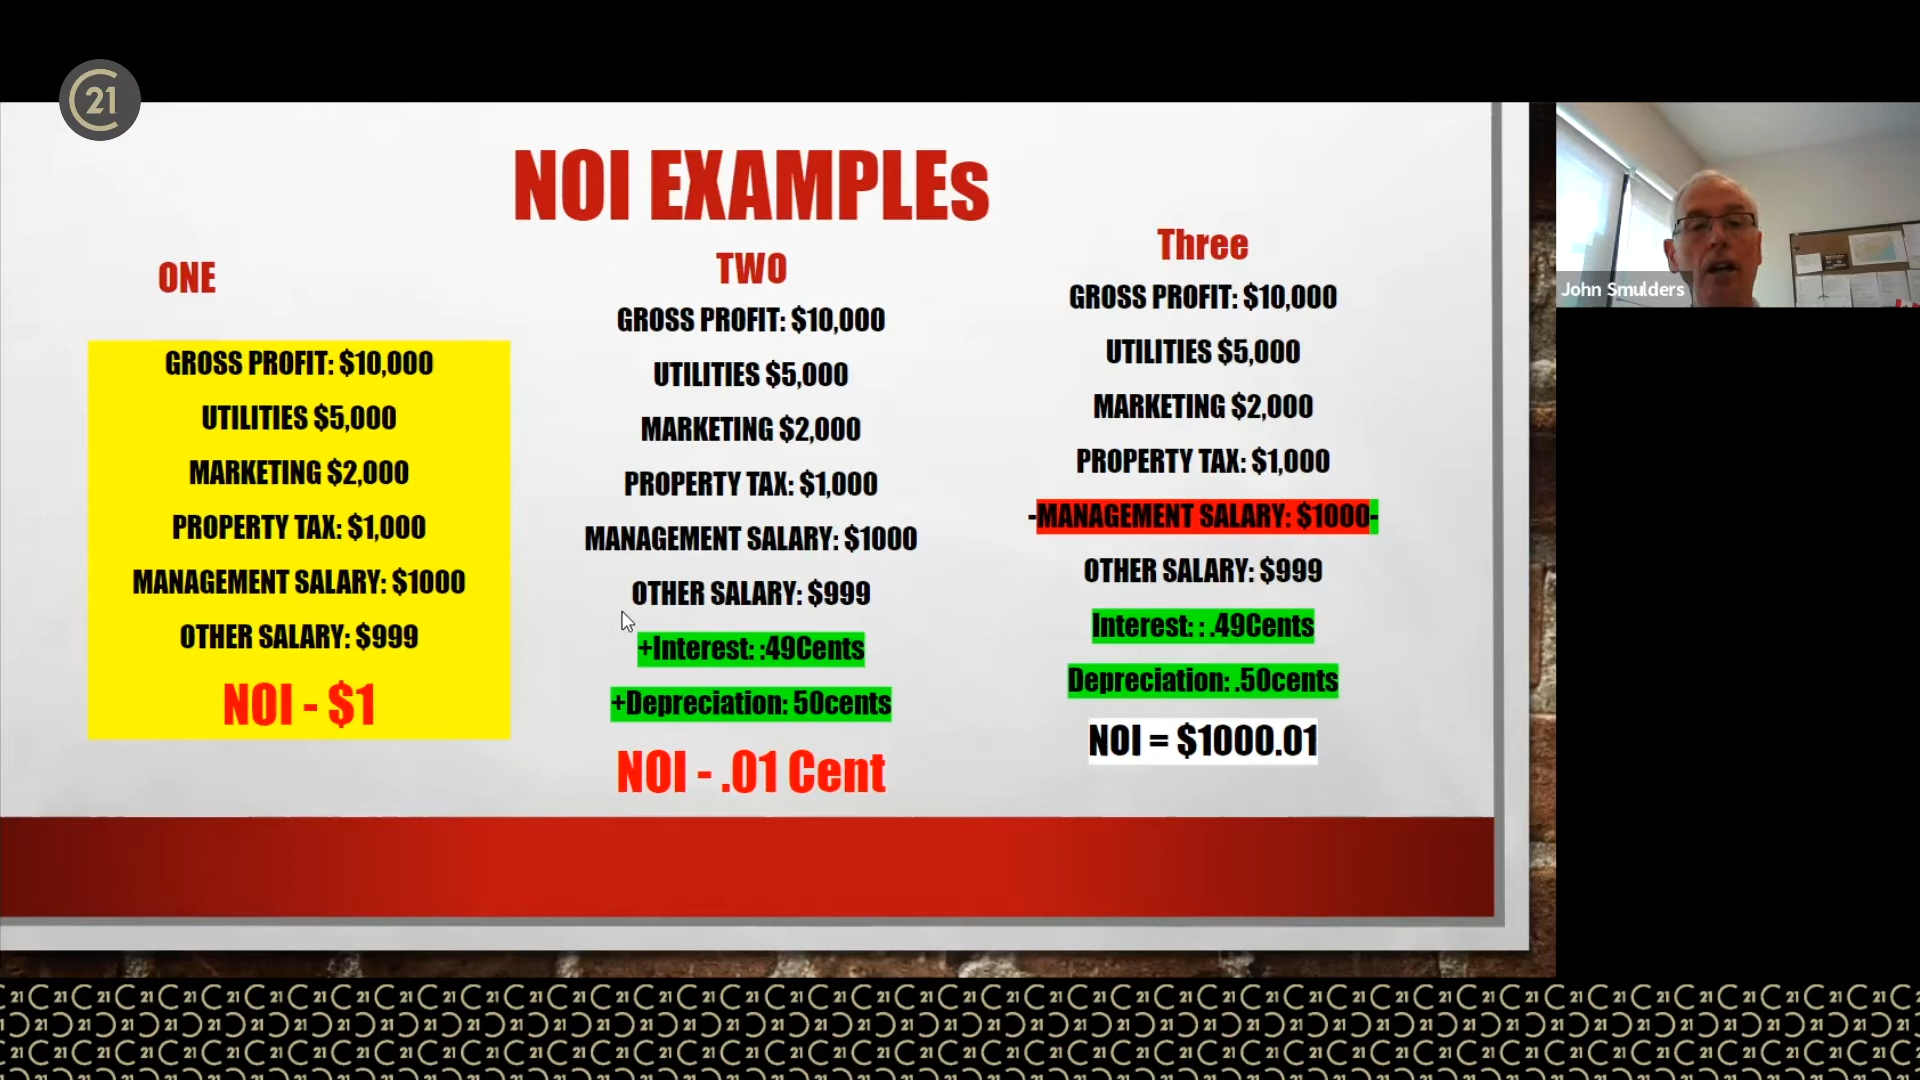 C21
NOI EXAMPLEs
ONE
GROSS PROFIT: $10,000
UTILITIES $5,000
MARKETING $2,000
PROPERTY TAX: $1,000
MANAGEMENT SALARY: $1000
OTHER SALARY: $999
NOI - $1
TWO
GROSS PROFIT: $10,000
UTILITIES $5,000
MARKETING $2,000
PROPERTY TAX: $1,000
MANAGEMENT SALARY: $1000
OTHER SALARY: $999
+Interest: :49Cents
+Depreciation: 50cents
NOI - .01 Cent
Three
GROSS PROFIT: $10,000
UTILITIES $5,000
MARKETING $2,000
PROPERTY TAX: $1,000
-MANAGEMENT SALARY: $1000-
OTHER SALARY: $999
Interest: : .49Cents
Depreciation: .50cents
NOI = $1000.01
John Smulders